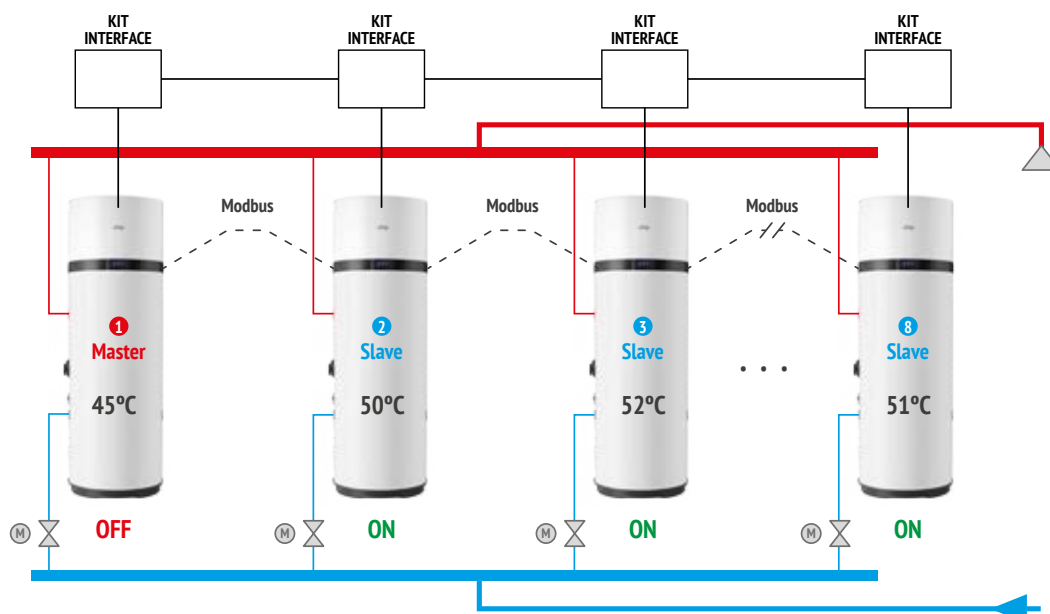 KIT
INTERFACE
KIT
INTERFACE
KIT
INTERFACE
KIT
INTERFACE
Modbus
Modbus
Modbus
1
Master
45ºC
2
Slave
50ºC
3
Slave
52ºC
• • •
8
Slave
51ºC
M
OFF
M
ON
M
ON
M
ON